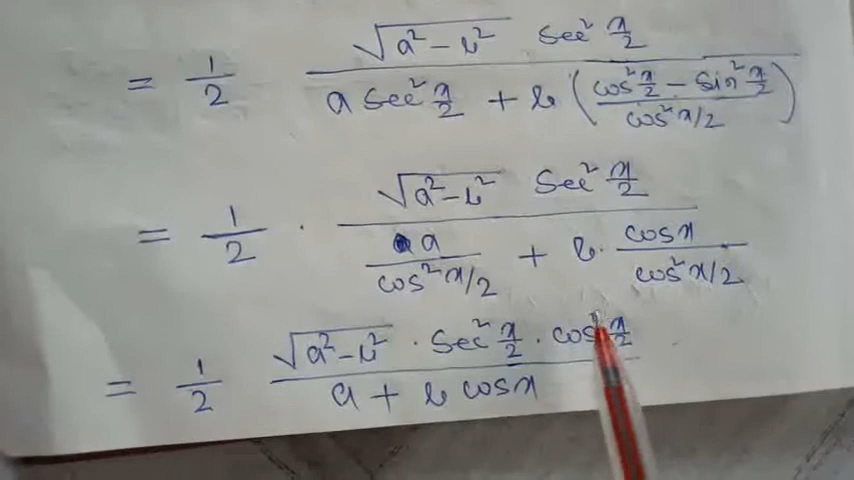 = 1/2 √(a² - b²) sec² x/2 / (a sec² x/2 + b ((cos² x/2 - sin² x/2) / cos² x/2))
= 1/2 · √(a² - b²) sec² x/2 / (a / cos² x/2 + b · cos x / cos² x/2)
= 1/2 √(a² - b²) · sec² x/2 · cos x/2 / (a + b cos x)